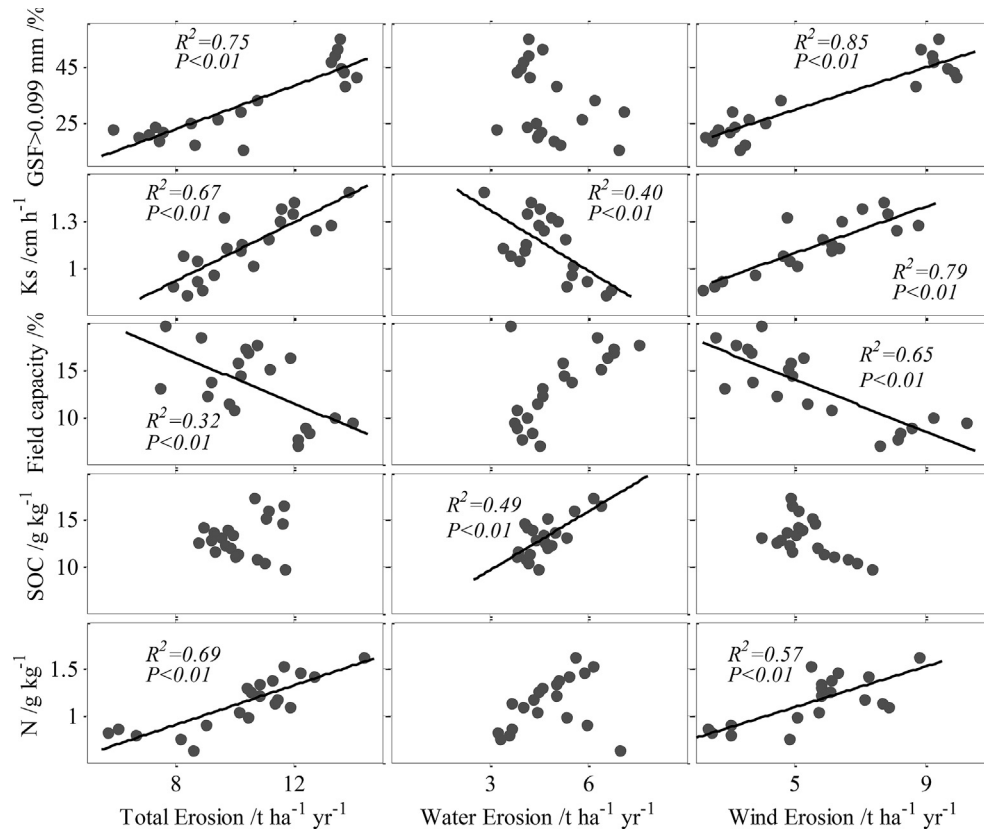 GSF>0.099 mm /%
45
25
R²=0.75
P<0.01
R²=0.85
P<0.01
Ks /cm h⁻¹
1.3
1
R²=0.67
P<0.01
R²=0.40
P<0.01
R²=0.79
P<0.01
Field capacity /%
15
10
R²=0.32
P<0.01
R²=0.65
P<0.01
SOC /g kg⁻¹
15
10
R²=0.49
P<0.01
N /g kg⁻¹
1.5
1
R²=0.69
P<0.01
R²=0.57
P<0.01
8 12 3 6 5 9
Total Erosion /t ha⁻¹ yr⁻¹ Water Erosion /t ha⁻¹ yr⁻¹ Wind Erosion /t ha⁻¹ yr⁻¹